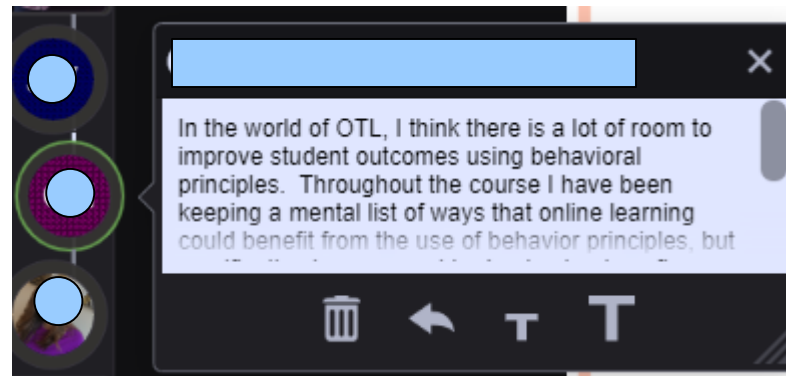 In the world of OTL, I think there is a lot of room to
improve student outcomes using behavioral
principles.  Throughout the course I have been
keeping a mental list of ways that online learning
could benefit from the use of behavior principles, but
T T